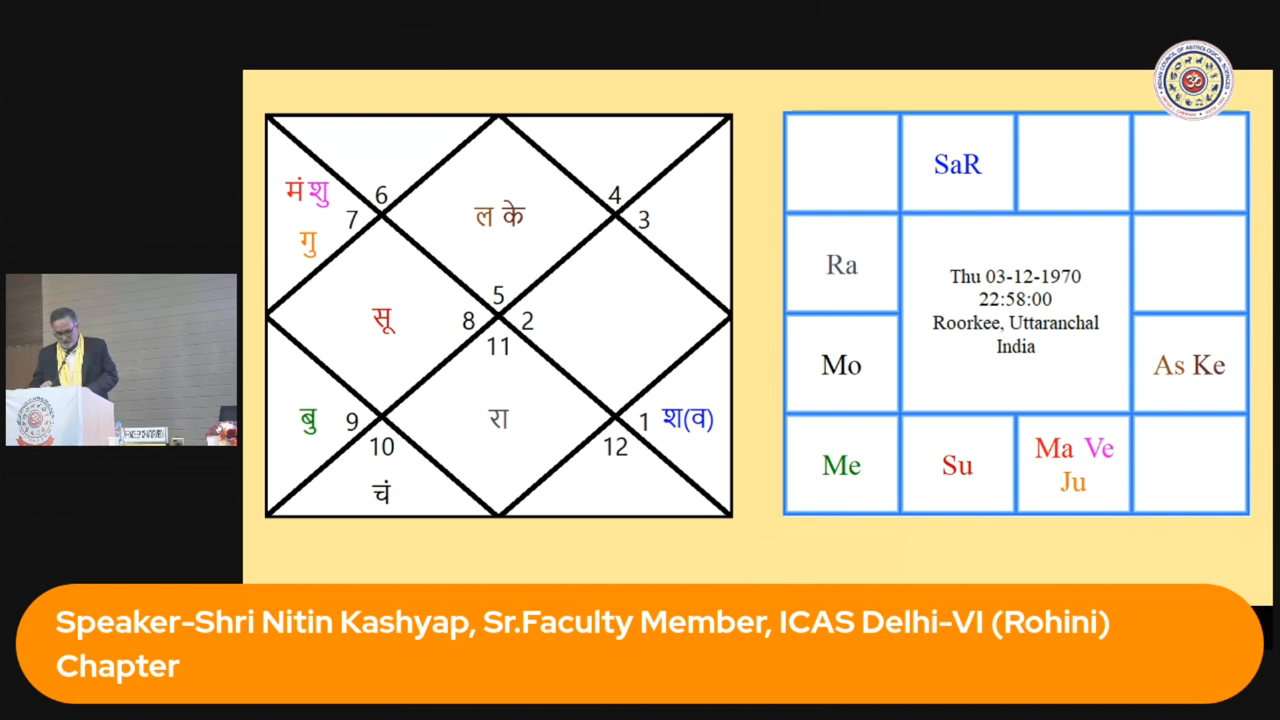 मं शु
6
7
गु
ल के
4
3
सू
5
8
2
11
बु
9
10
चं
रा
1
श(व)
12
SaR
Ra
Thu 03-12-1970
22:58:00
Roorkee, Uttaranchal
India
Mo
As Ke
Me
Su
Ma Ve
Ju
Speaker-Shri Nitin Kashyap, Sr.Faculty Member, ICAS Delhi-VI (Rohini)
Chapter